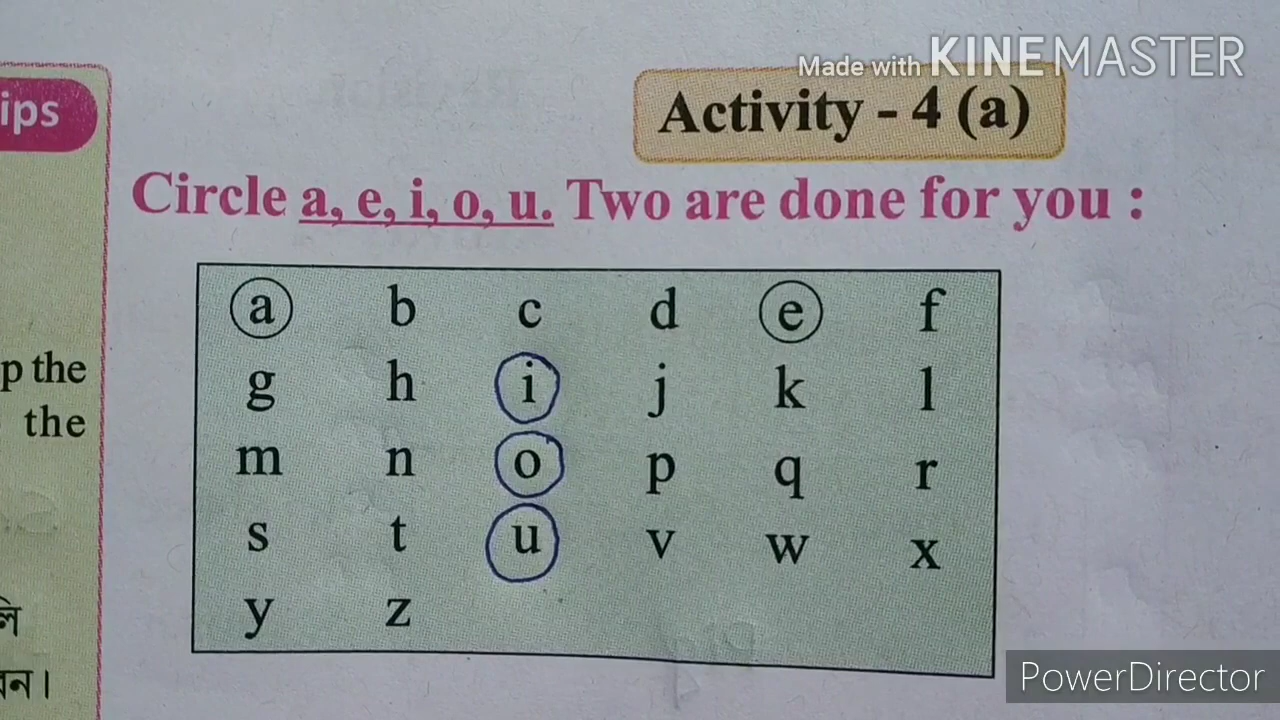 Made with KINEMASTER
ips
Activity - 4 (a)
Circle a, e, i, o, u. Two are done for you :
a b c d e f
g h i j k l
p the
the
m n o p q r
s t u v w x
y z
PowerDirector